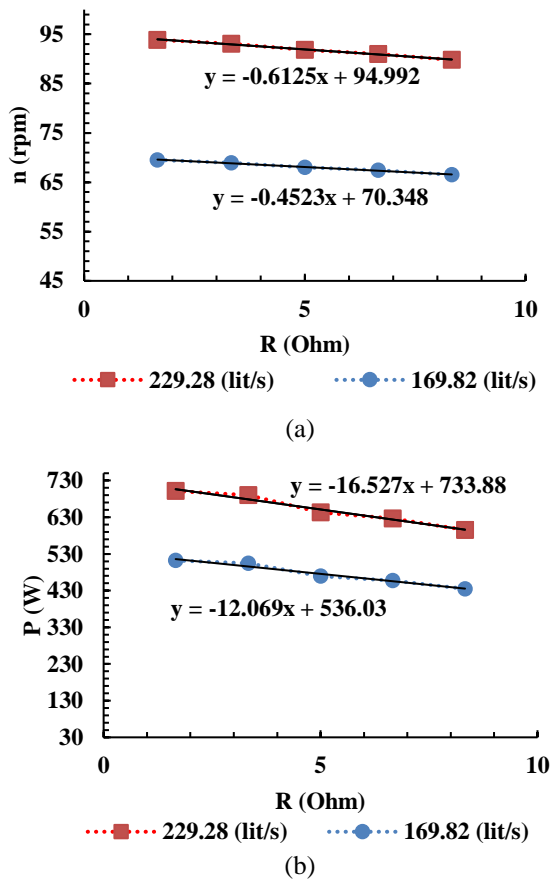 95
85
75
65
55
45
n (rpm)
y = -0.6125x + 94.992
y = -0.4523x + 70.348
0
5
10
R (Ohm)
229.28 (lit/s)
169.82 (lit/s)
(a)
730
630
530
430
330
230
130
30
P (W)
y = -16.527x + 733.88
y = -12.069x + 536.03
0
5
10
R (Ohm)
229.28 (lit/s)
169.82 (lit/s)
(b)